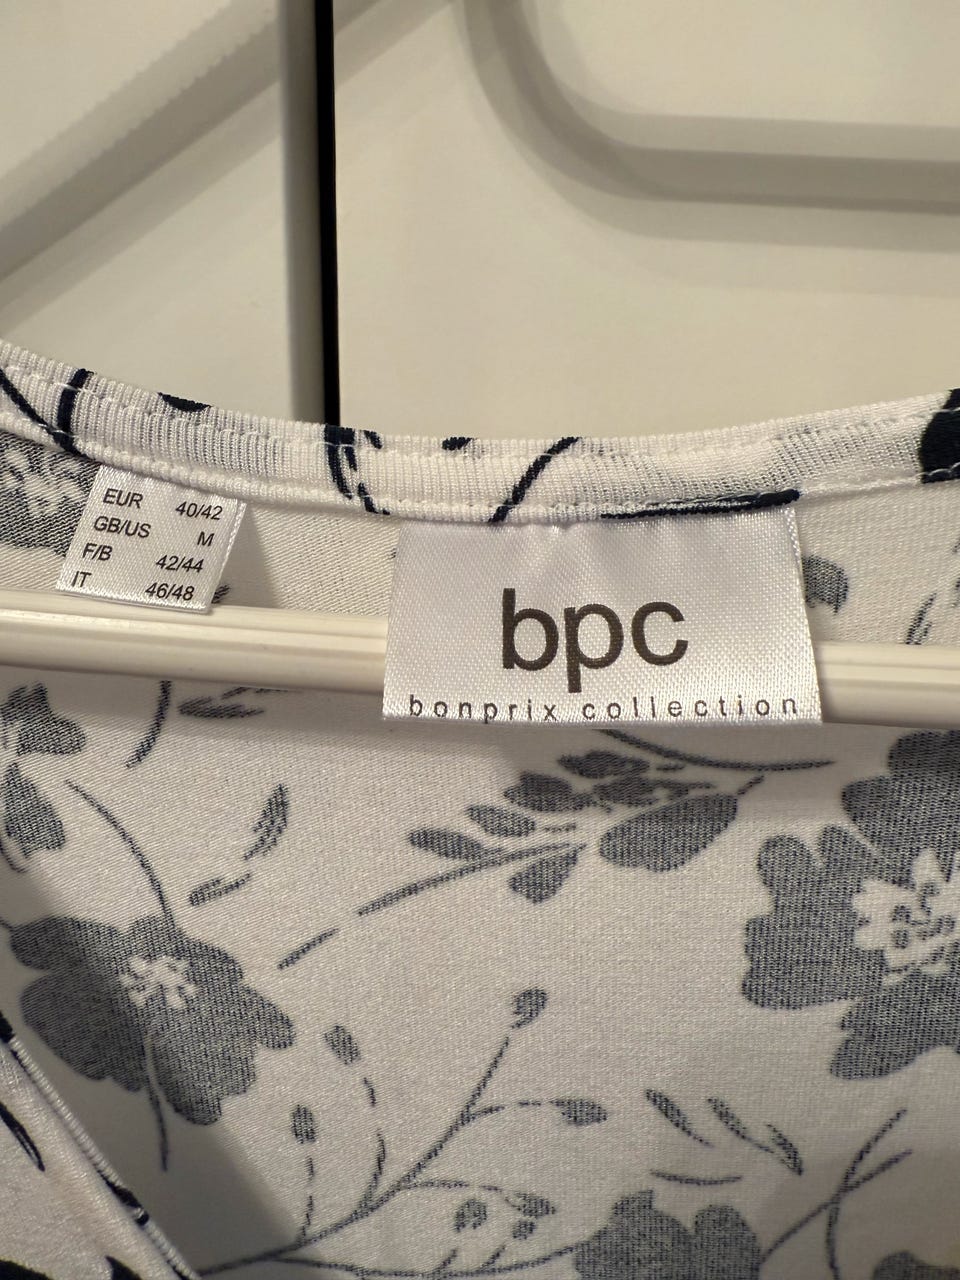 EUR 40/42
GB/US M
F/B 42/44
IT 46/48
bpc
bonprix collection